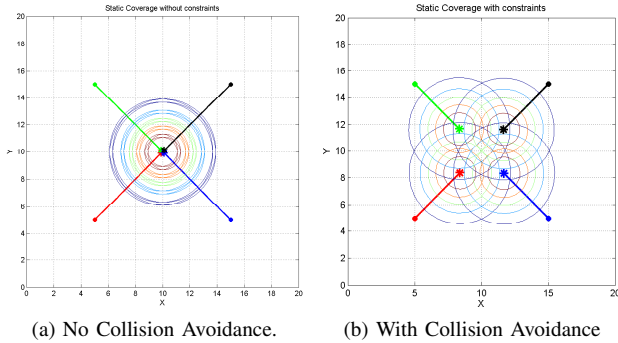 Static Coverage without constraints
20
18
16
14
12
10
8
6
4
2
0
Y
0 2 4 6 8 10 12 14 16 18 20
X
(a) No Collision Avoidance.
Static Coverage with constraints
20
18
16
14
12
10
8
6
4
2
0
Y
0 5 10 15 20
X
(b) With Collision Avoidance